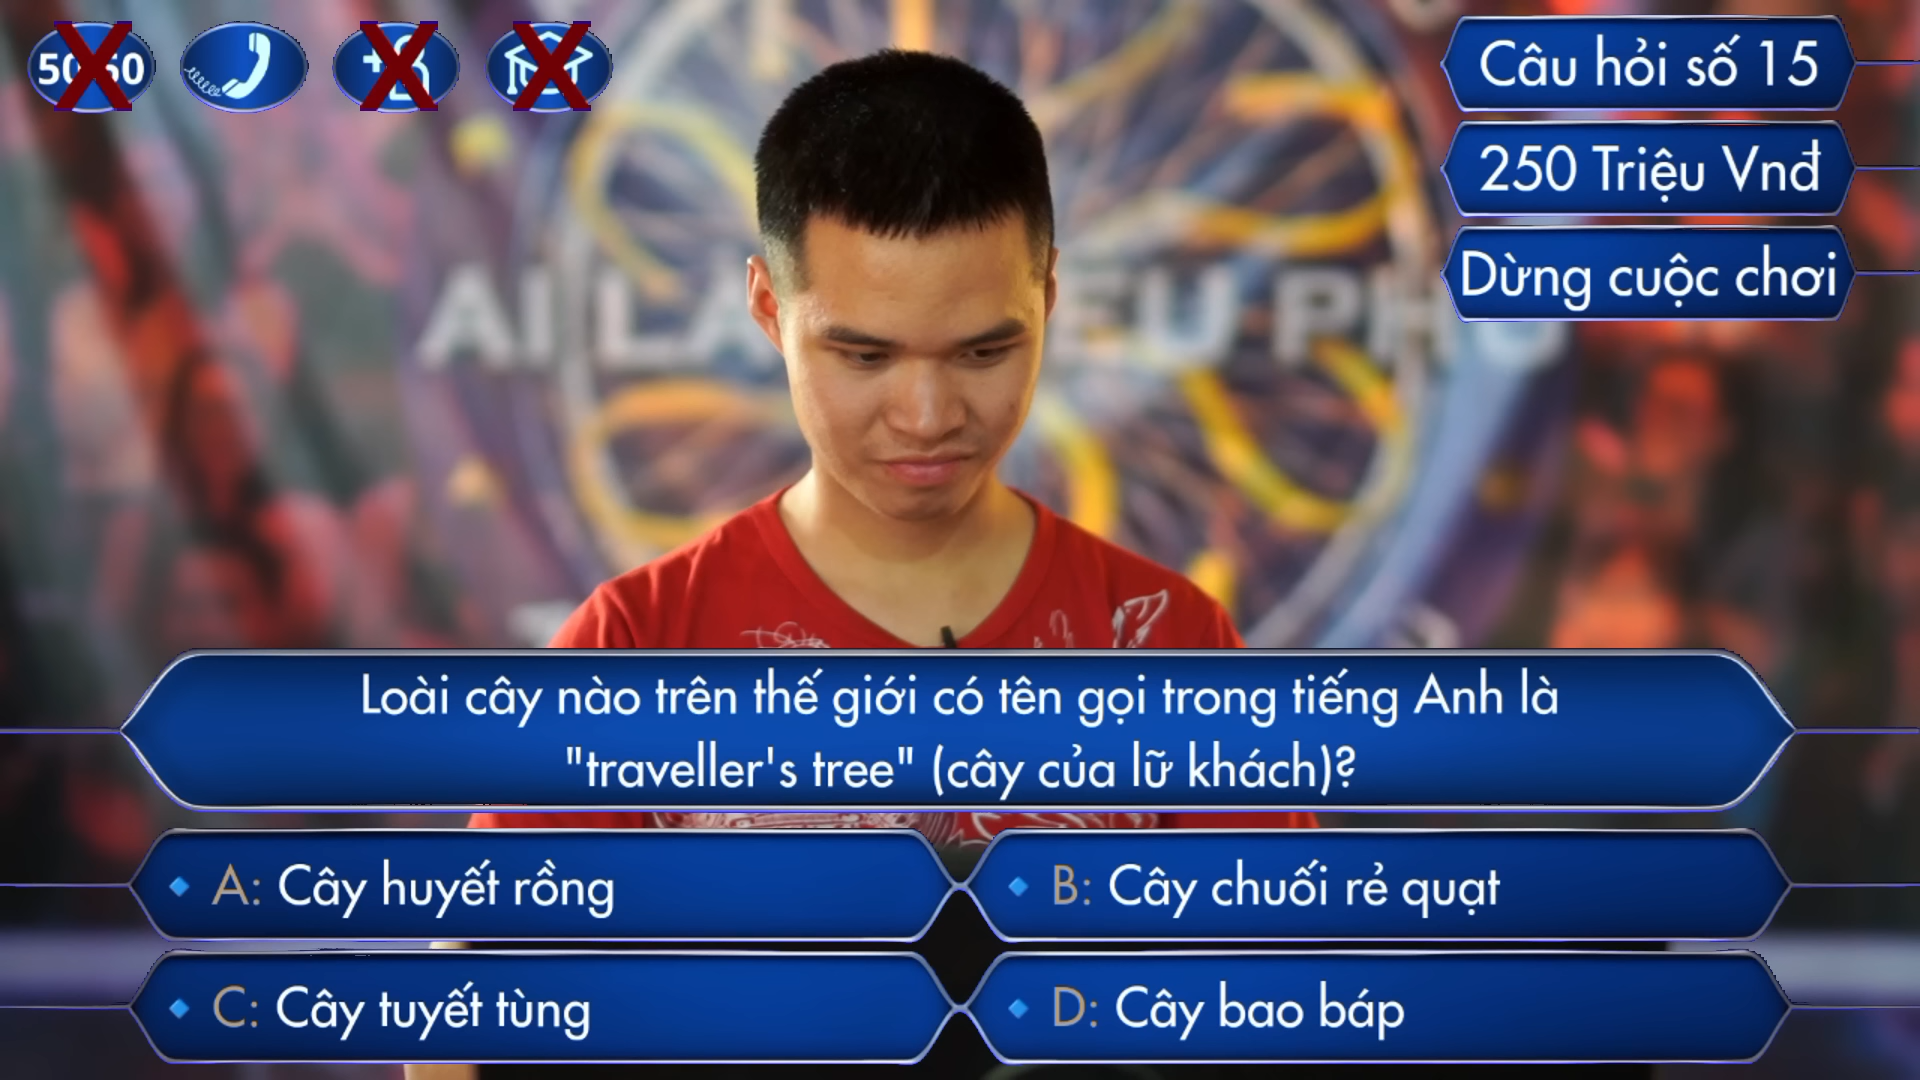 50:50
Câu hỏi số 15
250 Triệu Vnđ
Dừng cuộc chơi
Loài cây nào trên thế giới có tên gọi trong tiếng Anh là
"traveller's tree" (cây của lữ khách)?
A: Cây huyết rồng
B: Cây chuối rẻ quạt
C: Cây tuyết tùng
D: Cây bao báp